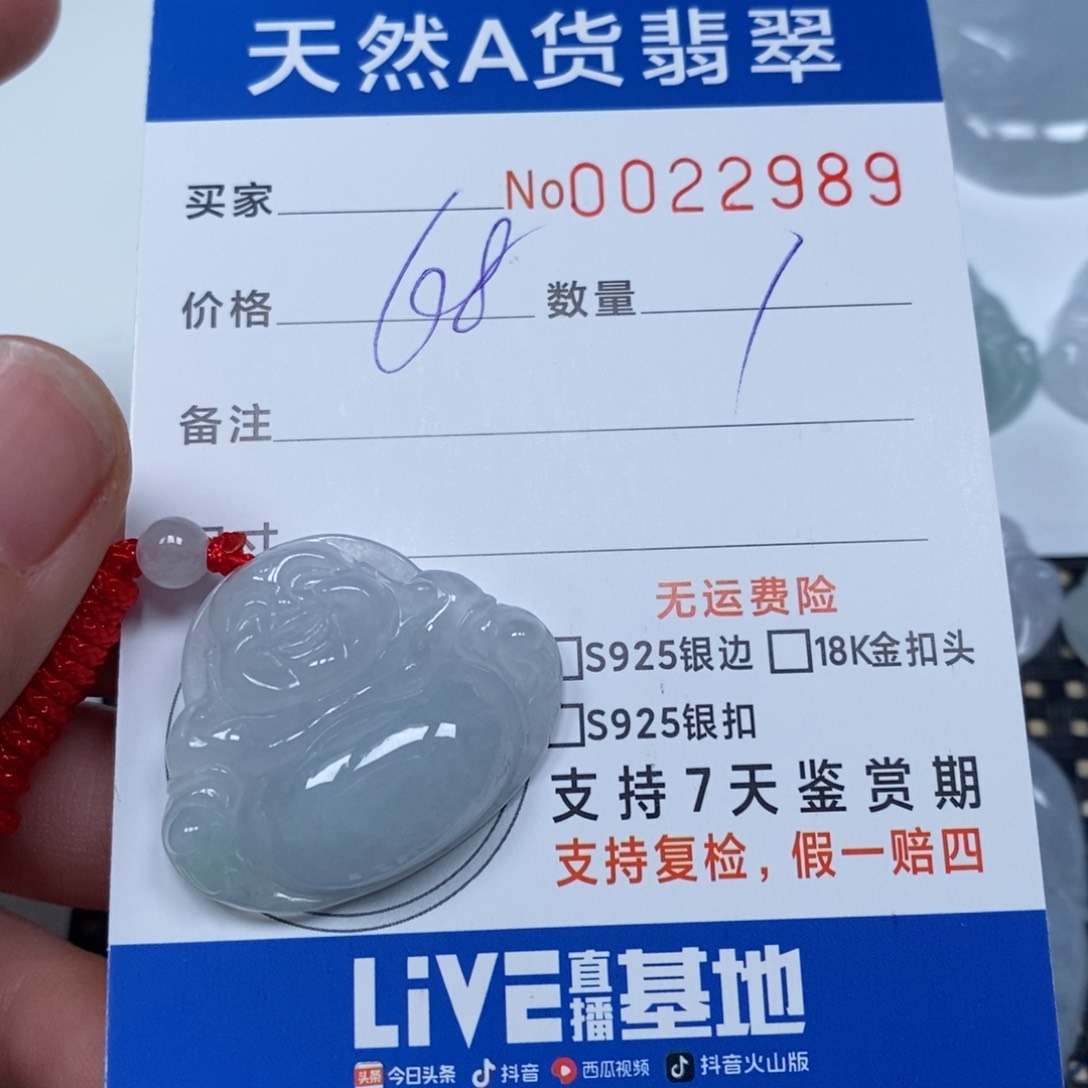 天然A货翡翠
买家 No0022989
价格 68 数量 1
备注
尺寸
无运费险
S925银边 18K金扣头
S925银扣
支持7天鉴赏期
支持复检，假一赔四
LiVE直播基地
头条 今日头条 抖音 西瓜视频 抖音火山版